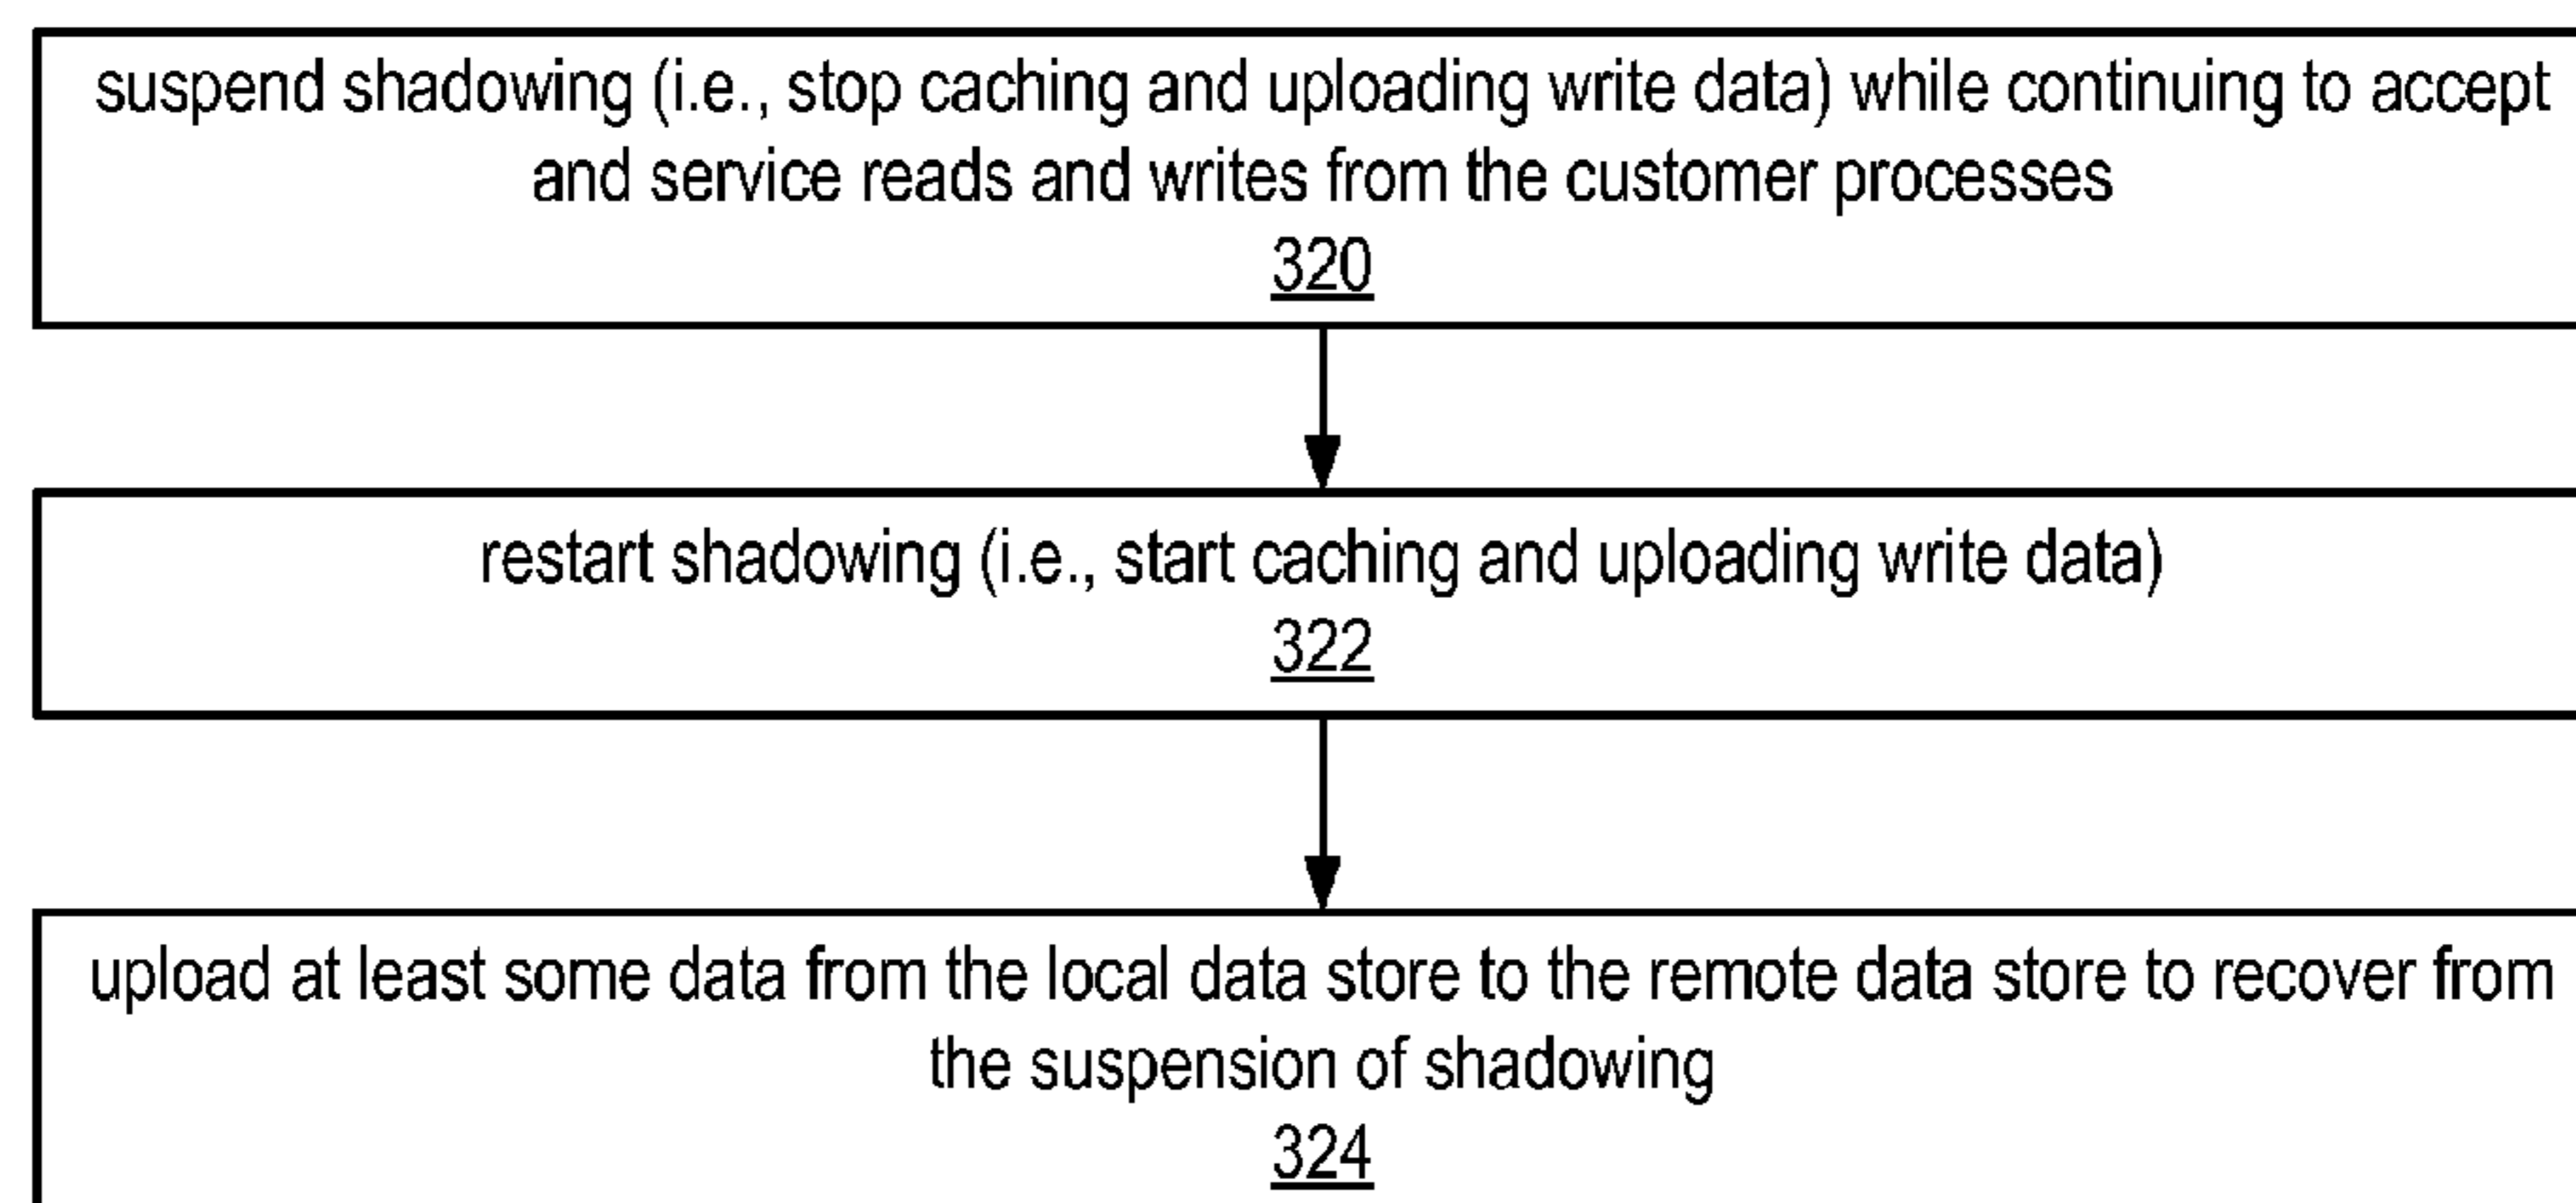 suspend shadowing (i.e., stop caching and uploading write data) while continuing to accept
and service reads and writes from the customer processes
320
restart shadowing (i.e., start caching and uploading write data)
322
upload at least some data from the local data store to the remote data store to recover from
the suspension of shadowing
324